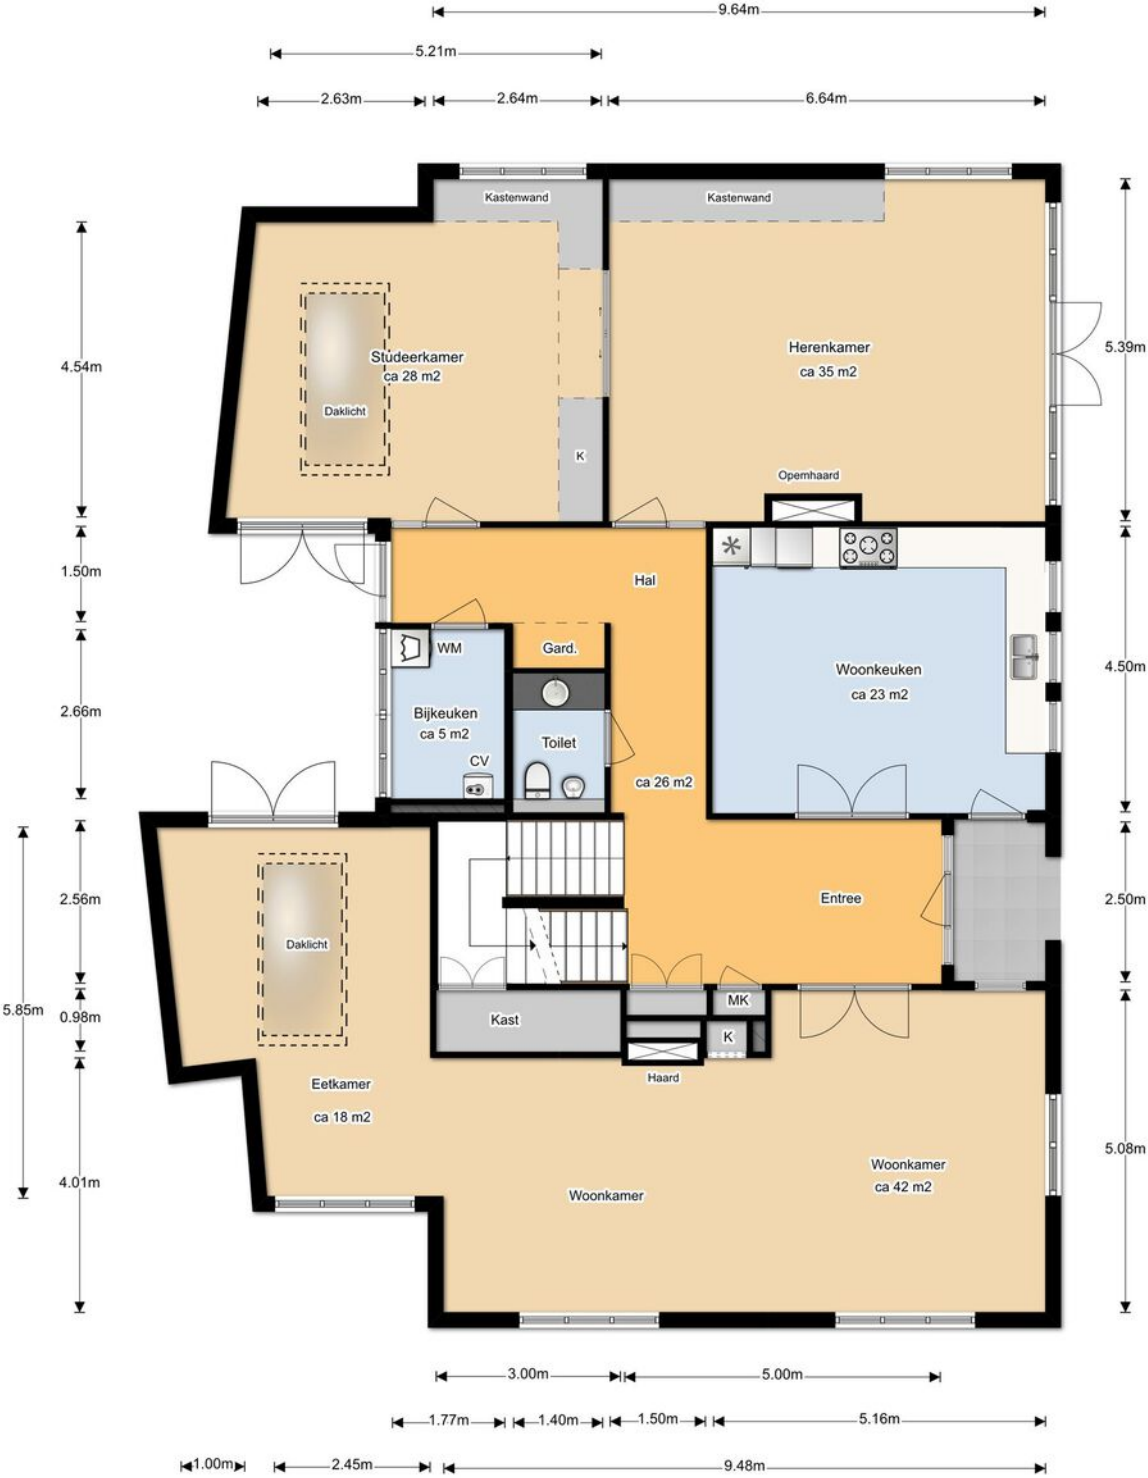 9.64m
5.21m
2.63m
2.64m
6.64m
Kastenwand
Kastenwand
4.54m
Studeerkamer
ca 28 m2
Daklicht
K
Herenkamer
ca 35 m2
Openhaard
5.39m
1.50m
Hal
Gard.
WM
Bijkeuken
ca 5 m2
CV
2.66m
Toilet
ca 26 m2
Woonkeuken
ca 23 m2
4.50m
2.56m
Daklicht
Entree
2.50m
5.85m
0.98m
Kast
MK
K
Haard
Eetkamer
ca 18 m2
4.01m
Woonkamer
Woonkamer
ca 42 m2
5.08m
3.00m
5.00m
1.77m
1.40m
1.50m
5.16m
1.00m
2.45m
9.48m